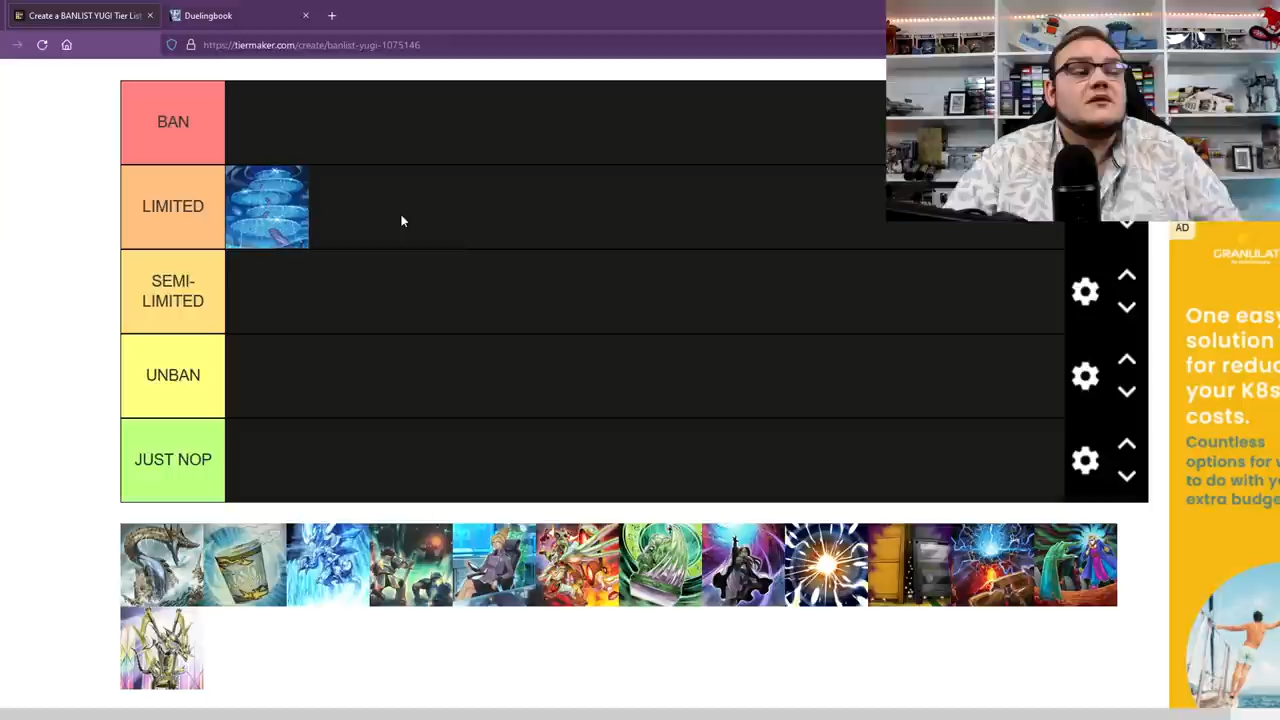 Create a BANLIST YUGI Tier List
Duelingbook
https://tiermaker.com/create/banlist-yugi-1075146
BAN
LIMITED
SEMI-
LIMITED
UNBAN
JUST NOP
AD
GRANULAT
One easy
solution
for reduc
your K8s
costs.
Countless
options for w
to do with yo
extra budge